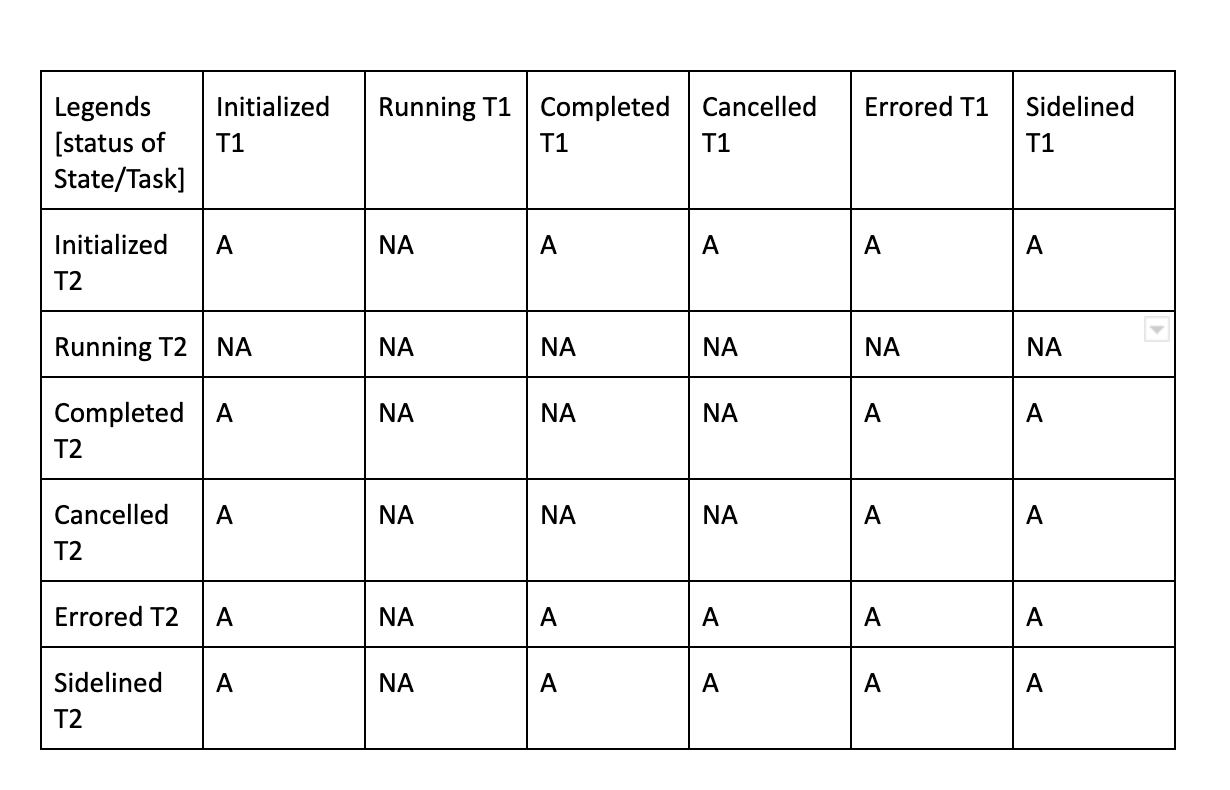 Legends Initialized Running T1 Completed Cancelled Errored T1 Sidelined
[status of T1 T1 T1 T1
State/Task]
Initialized A NA A A A A
T2
Running T2 NA NA NA NA NA NA
Completed A NA NA NA A A
T2
Cancelled A NA NA NA A A
T2
Errored T2 A NA A A A A
Sidelined A NA A A A A
T2